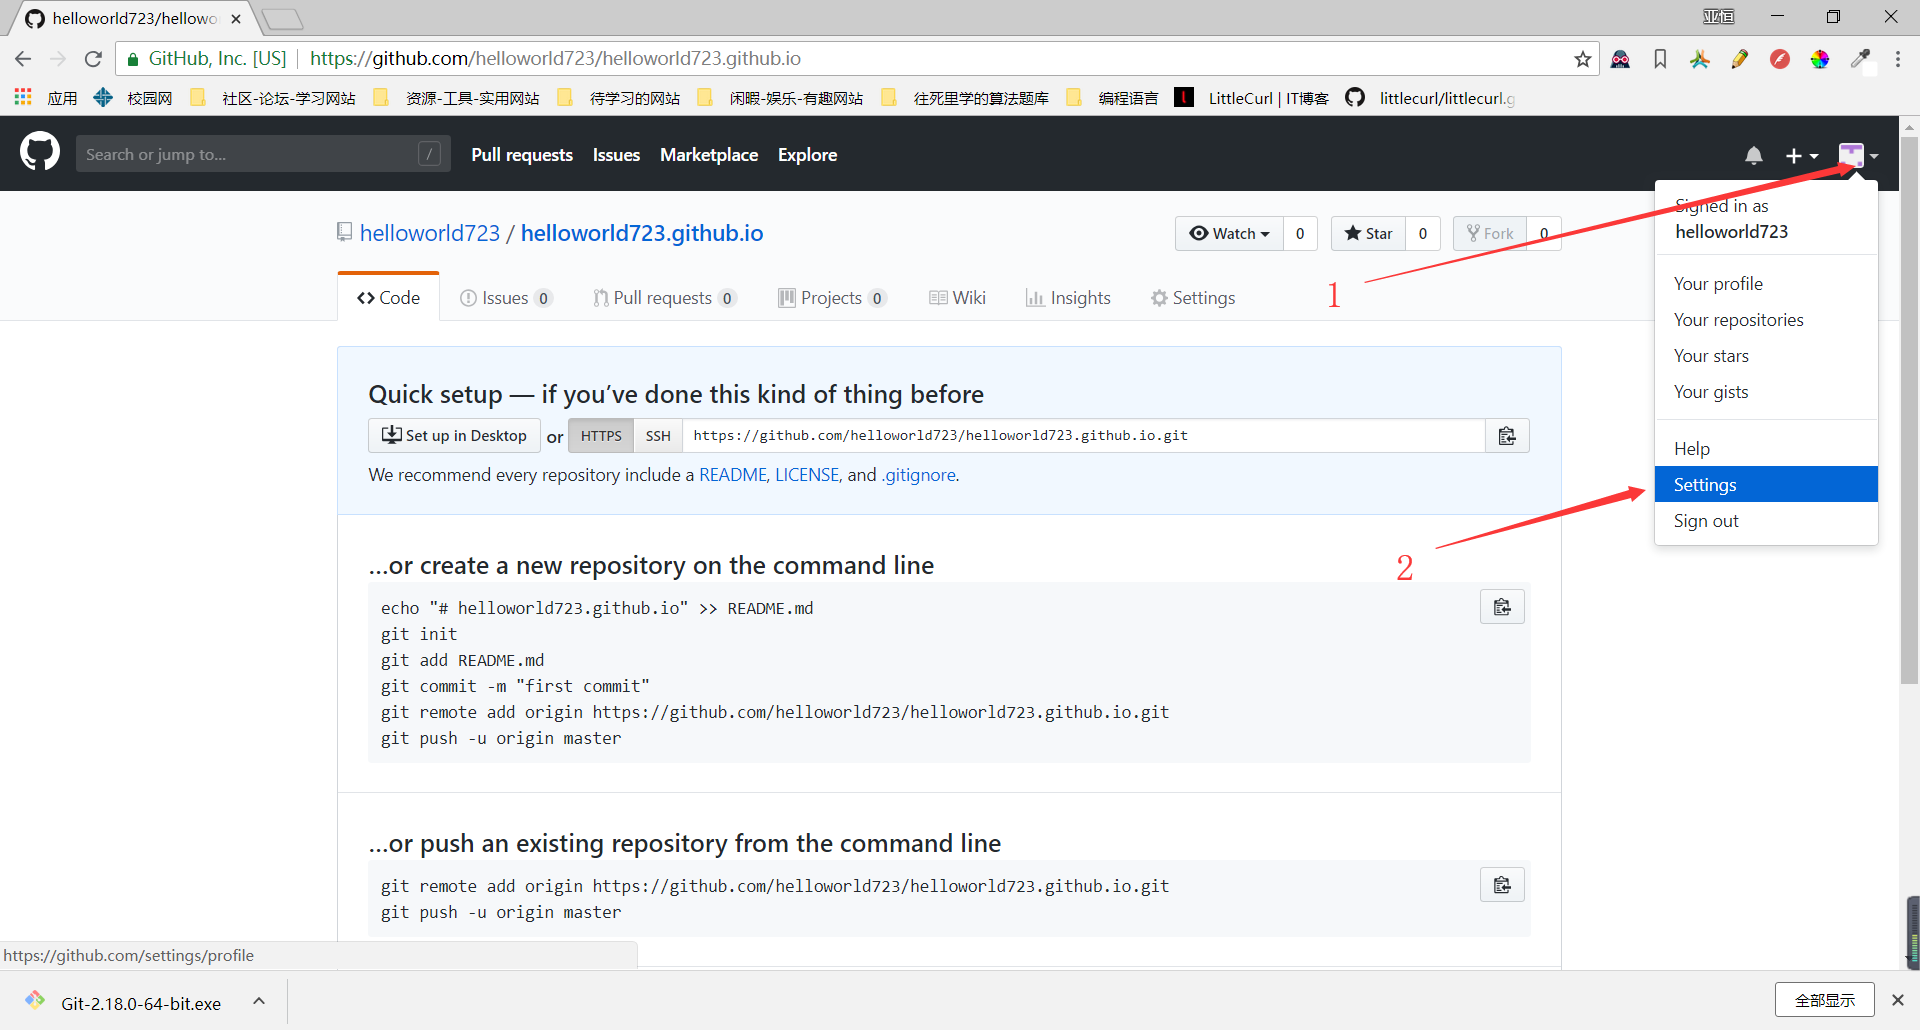 helloworld723/hellowo
亚恒
GitHub, Inc. [US] https://github.com/helloworld723/helloworld723.github.io
应用 校园网 社区-论坛-学习网站 资源-工具-实用网站 待学习的网站 闲暇-娱乐-有趣网站 往死里学的算法题库 编程语言 LittleCurl | IT博客 littlecurl/littlecurl.g
Search or jump to... / Pull requests Issues Marketplace Explore
Signed in as
helloworld723
helloworld723 / helloworld723.github.io Watch 0 Star 0 Fork 0
Code Issues 0 Pull requests 0 Projects 0 Wiki Insights Settings
1
Your profile
Your repositories
Your stars
Your gists
Help
Settings
Sign out
2
Quick setup — if you’ve done this kind of thing before
Set up in Desktop or HTTPS SSH https://github.com/helloworld723/helloworld723.github.io.git
We recommend every repository include a README, LICENSE, and .gitignore.
…or create a new repository on the command line
echo "# helloworld723.github.io" >> README.md
git init
git add README.md
git commit -m "first commit"
git remote add origin https://github.com/helloworld723/helloworld723.github.io.git
git push -u origin master
…or push an existing repository from the command line
git remote add origin https://github.com/helloworld723/helloworld723.github.io.git
git push -u origin master
https://github.com/settings/profile
Git-2.18.0-64-bit.exe
全部显示